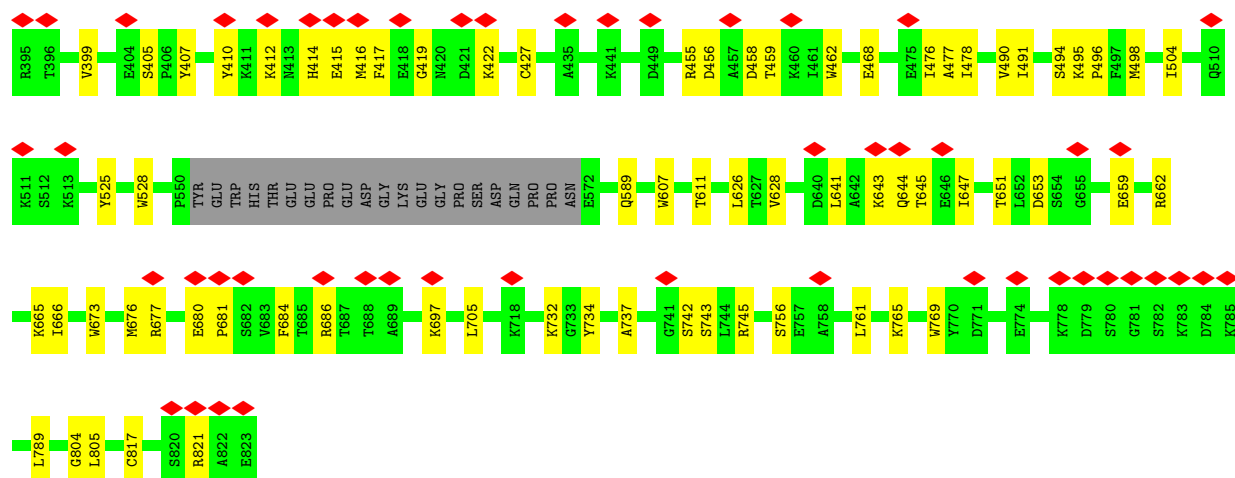 R395 T396 V399 E404 S405 P406 Y407 Y410 K411 K412 N413 H414 E415 M416 F417 E418 G419 N420 D421 K422 C427 A435 K441 D449 R455 D456 A457 D458 T459 K460 I461 W462 E468 E475 I476 A477 I478 V490 I491 S494 K495 P496 F497 M498 I504 Q510
K511 S512 K513 Y525 W528 P550 TYR GLU TRP HIS THR GLU GLU PRO GLU ASP GLY LYS GLU GLY PRO SER ASP GLN PRO PRO ASN E572 Q589 W607 T611 L626 T627 V628 D640 L641 A642 K643 Q644 T645 E646 I647 T651 L652 D653 S654 G655 E659 R662
K665 I666 W673 M676 R677 E680 P681 S682 V683 F684 T685 R686 T687 T688 A689 K697 L705 K718 K732 G733 Y734 A737 G741 S742 S743 L744 R745 S756 E757 A758 L761 K765 W769 Y770 D771 E774 K778 D779 S780 G781 S782 K783 D784 K785
L789 G804 L805 C817 S820 R821 A822 E823